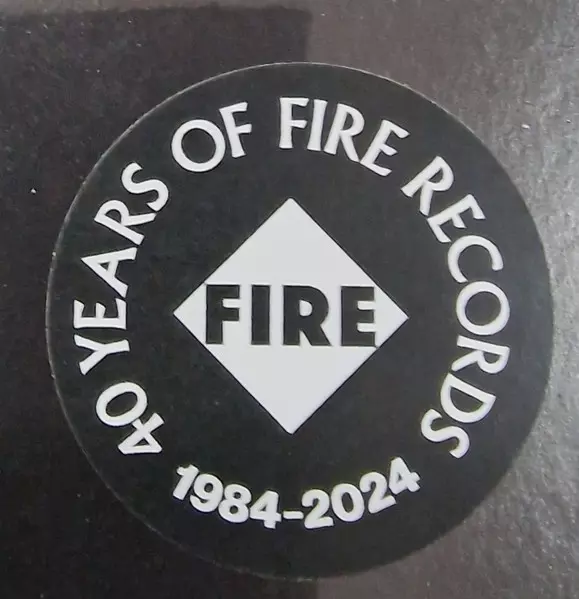 40 YEARS OF FIRE RECORDS
FIRE
1984-2024